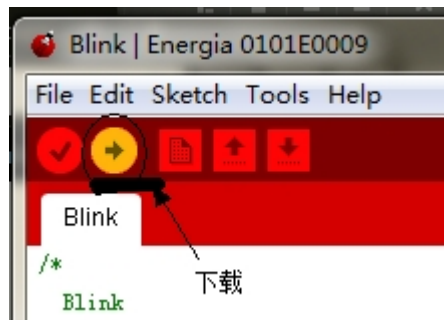 Blink | Energia 0101E0009
File Edit Sketch Tools Help
Blink
/*
下载
Blink